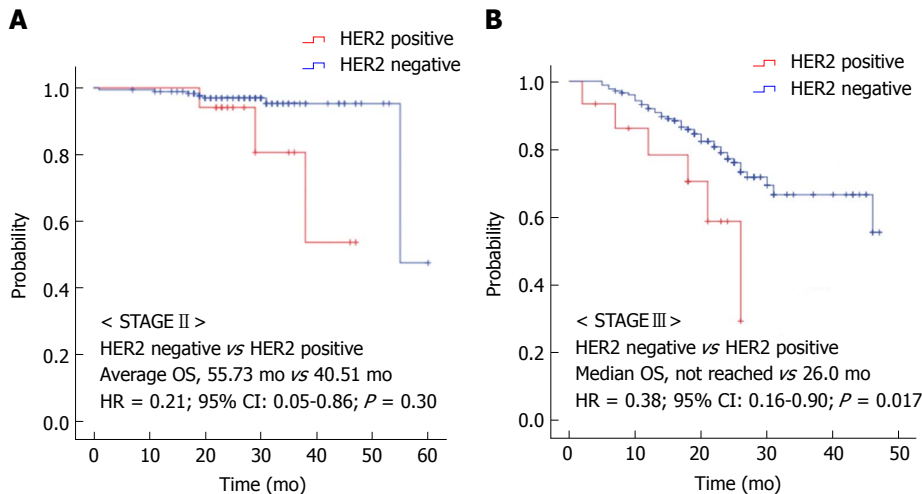 A
HER2 positive
HER2 negative
1.0
0.8
0.6
0.4
0.2
0.0
Probability
< STAGE Ⅱ >
HER2 negative vs HER2 positive
Average OS, 55.73 mo vs 40.51 mo
HR = 0.21; 95% CI: 0.05-0.86; P = 0.30
0 10 20 30 40 50 60
Time (mo)
B
HER2 positive
HER2 negative
1.0
0.8
0.6
0.4
0.2
0.0
Probability
< STAGE Ⅲ >
HER2 negative vs HER2 positive
Median OS, not reached vs 26.0 mo
HR = 0.38; 95% CI: 0.16-0.90; P = 0.017
0 10 20 30 40 50
Time (mo)